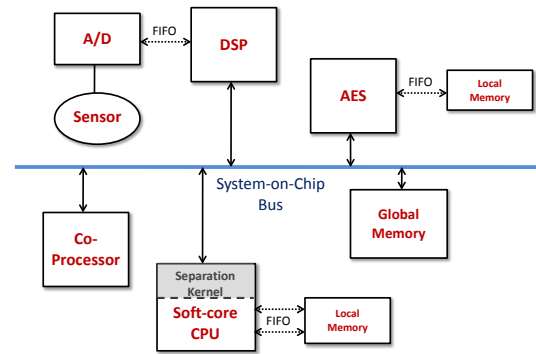 A/D
FIFO
DSP
Sensor
AES
FIFO
Local
Memory
System-on-Chip
Bus
Co-
Processor
Global
Memory
Separation
Kernel
Soft-core
CPU
FIFO
Local
Memory